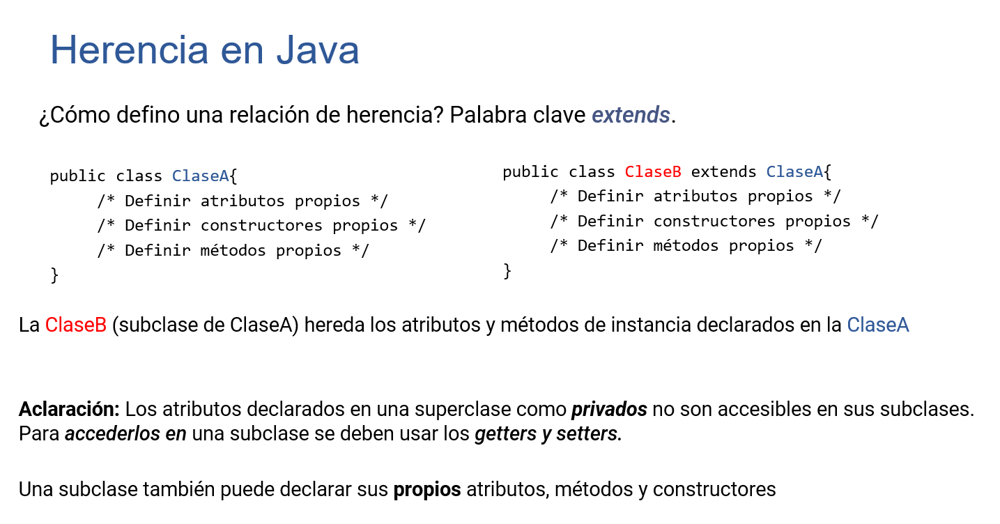 Herencia en Java
¿Cómo defino una relación de herencia? Palabra clave extends.
public class ClaseA{
/* Definir atributos propios */
/* Definir constructores propios */
/* Definir métodos propios */
}
public class ClaseB extends ClaseA{
/* Definir atributos propios */
/* Definir constructores propios */
/* Definir métodos propios */
}
La ClaseB (subclase de ClaseA) hereda los atributos y métodos de instancia declarados en la ClaseA
Aclaración: Los atributos declarados en una superclase como privados no son accesibles en sus subclases.
Para accederlos en una subclase se deben usar los getters y setters.
Una subclase también puede declarar sus propios atributos, métodos y constructores